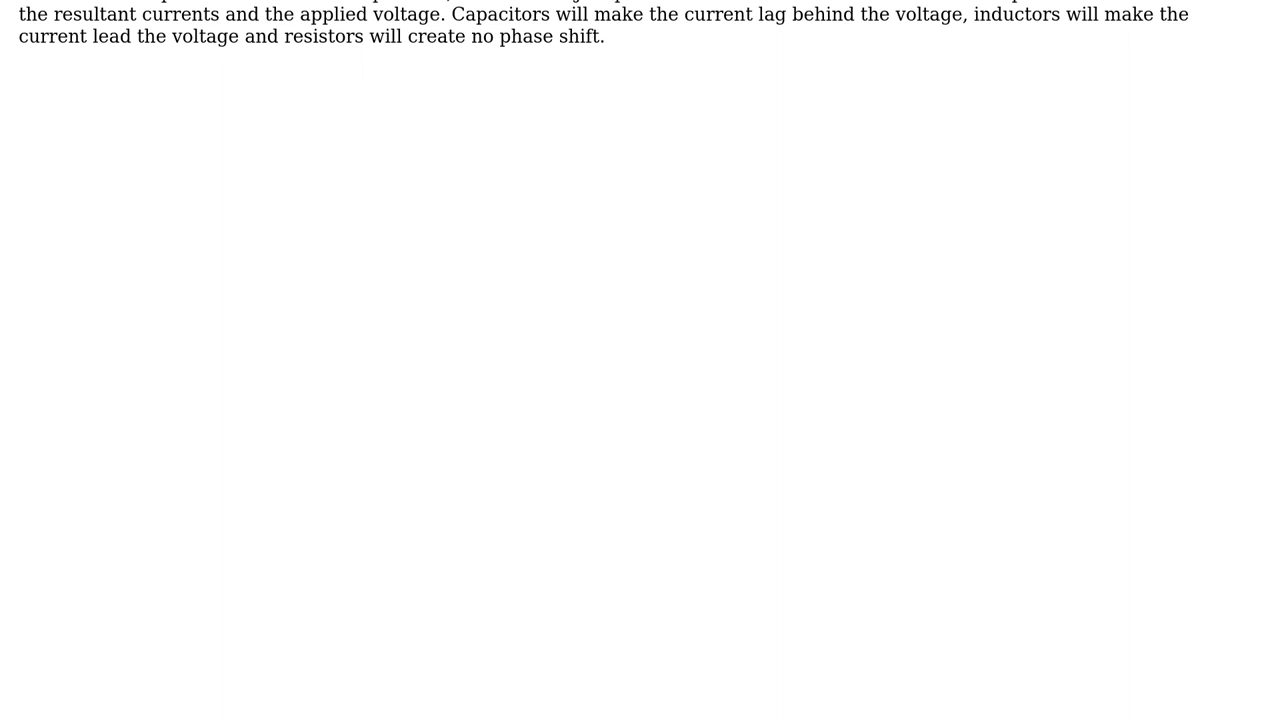 the resultant currents and the applied voltage. Capacitors will make the current lag behind the voltage, inductors will make the
current lead the voltage and resistors will create no phase shift.